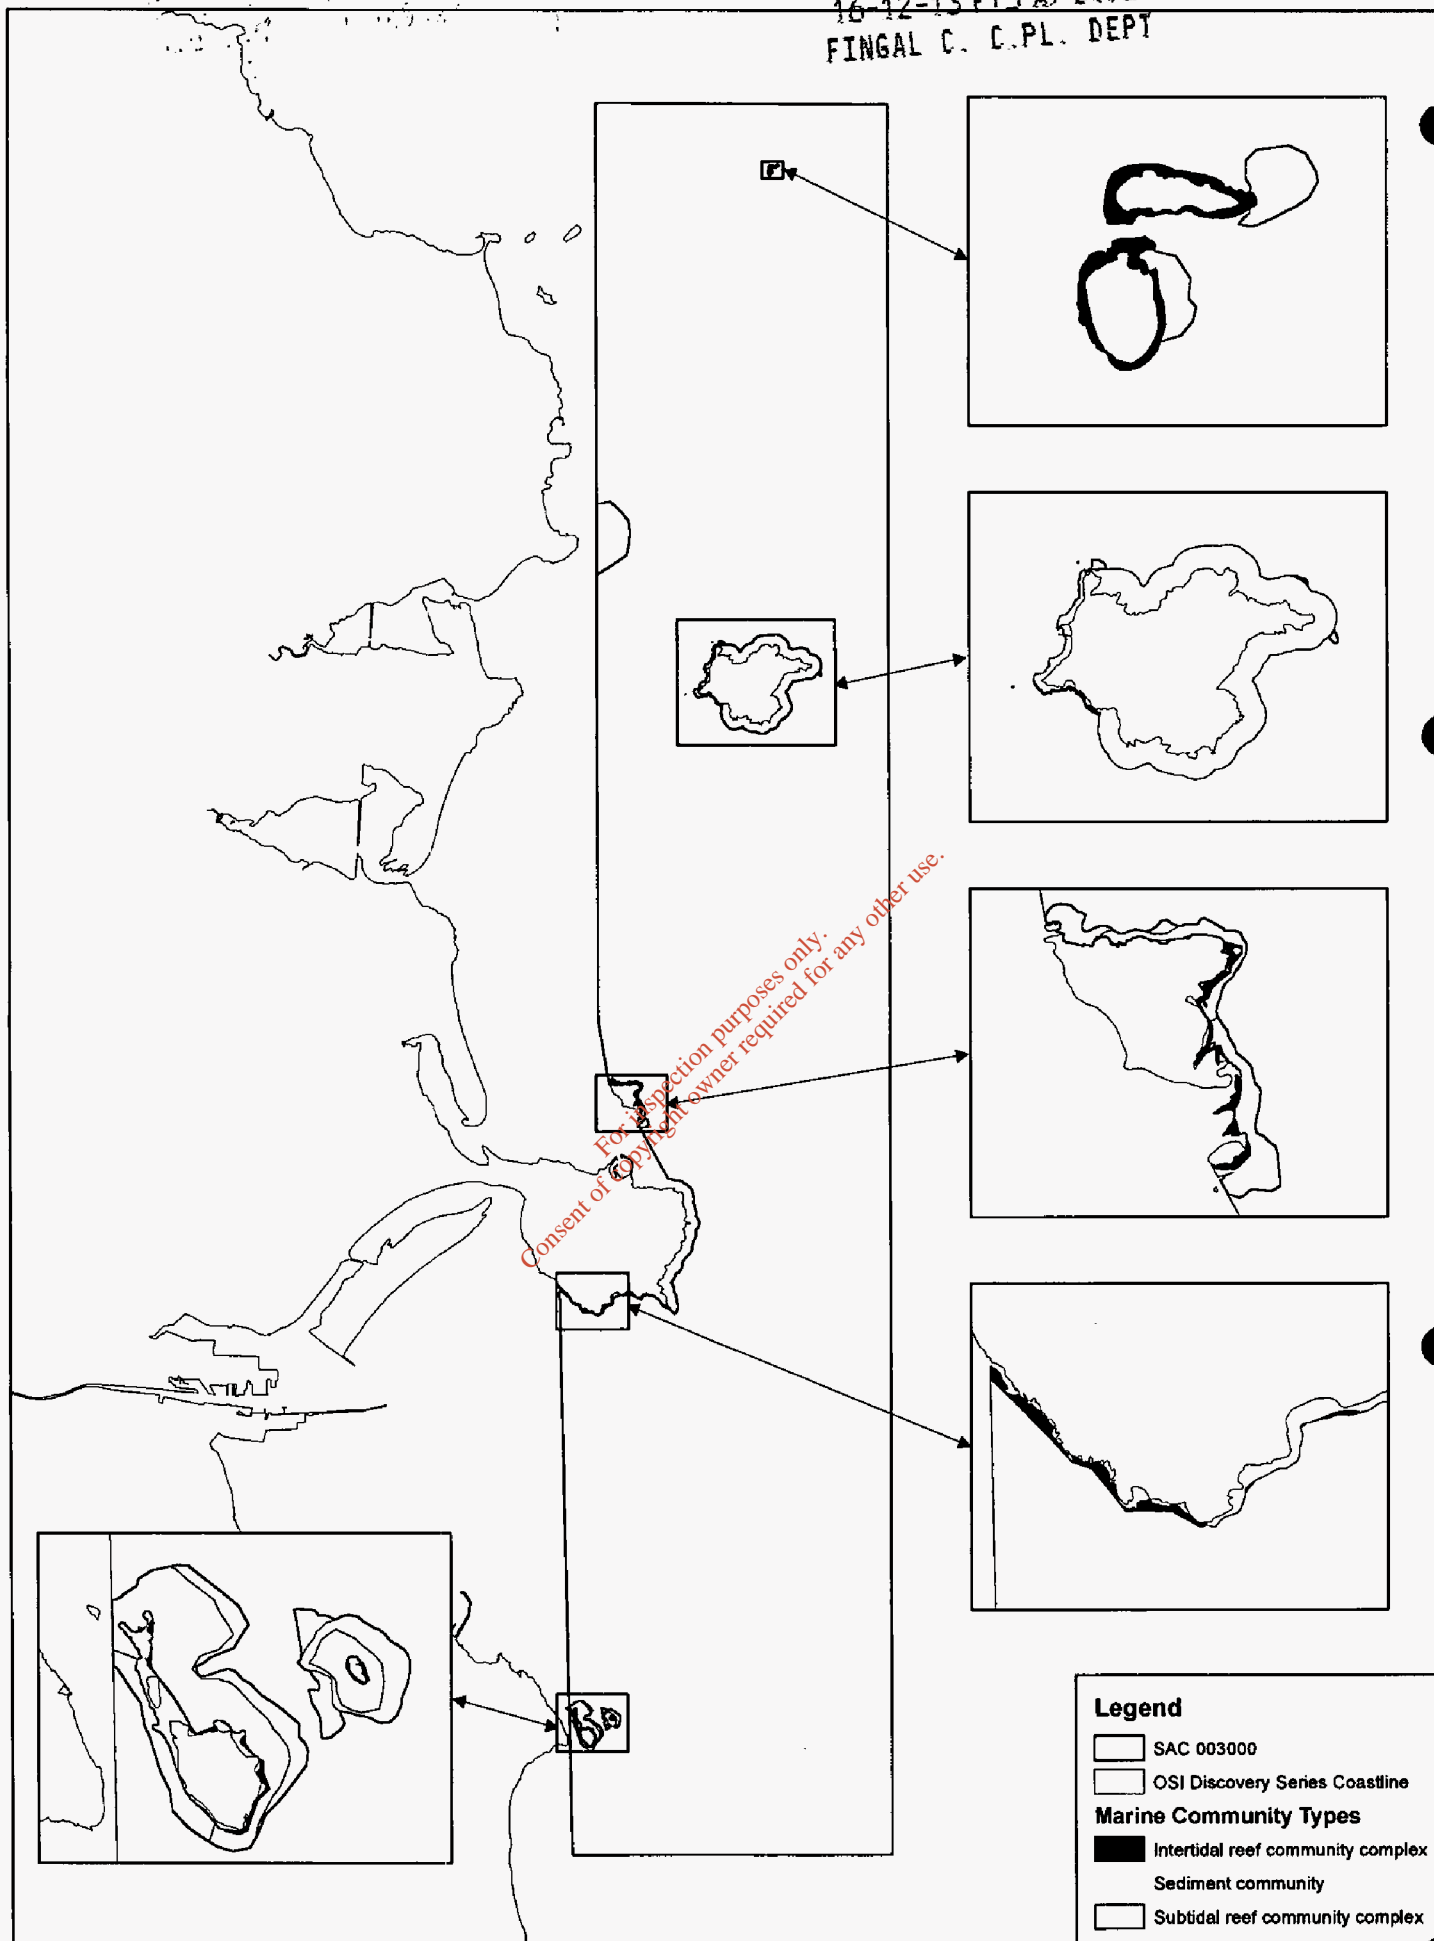 FINGAL C. C.PL. DEPT
For inspection purposes only.
Consent of copyright owner required for any other use.
Legend
SAC 003000
OSI Discovery Series Coastline
Marine Community Types
Intertidal reef community complex
Sediment community
Subtidal reef community complex